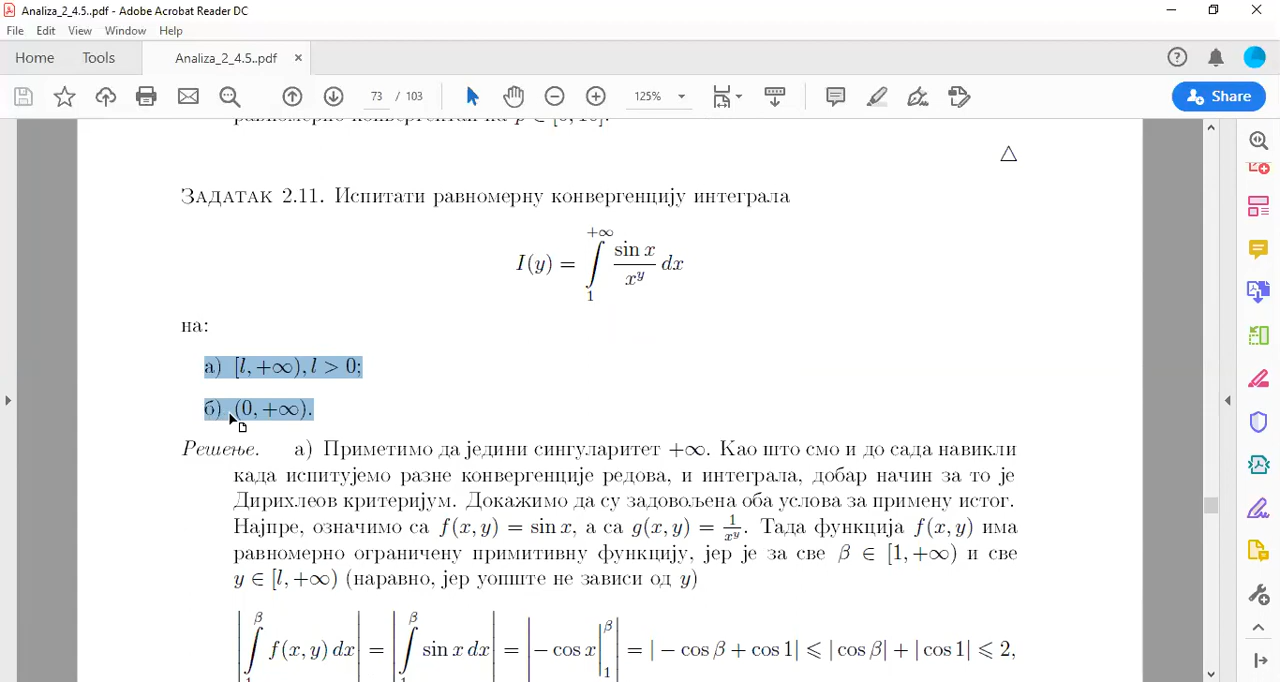 Analiza_2_4.5..pdf - Adobe Acrobat Reader DC
File Edit View Window Help
Home Tools Analiza_2_4.5..pdf ×
73 / 103 125% Share
△
ЗАДАТАК 2.11. Испитати равномерну конвергенцију интеграла
I(y) = ∫₁^{+∞} sin x / x^y dx
на:
а) [l, +∞), l > 0;
б) (0, +∞).
Решење. а) Приметимо да једини сингуларитет +∞. Као што смо и до сада навикли
када испитујемо разне конвергенције редова, и интеграла, добар начин за то је
Дирихлеов критеријум. Докажимо да су задовољена оба услова за примену истог.
Најпре, означимо са f(x, y) = sin x, а са g(x, y) = 1/x^y. Тада функција f(x, y) има
равномерно ограничену примитивну функцију, јер је за све β ∈ [1, +∞) и све
y ∈ [l, +∞) (наравно, јер уопште не зависи од y)
|∫₁^β f(x, y) dx| = |∫₁^β sin x dx| = |− cos x|₁^β| = | − cos β + cos 1| ⩽ | cos β| + | cos 1| ⩽ 2,